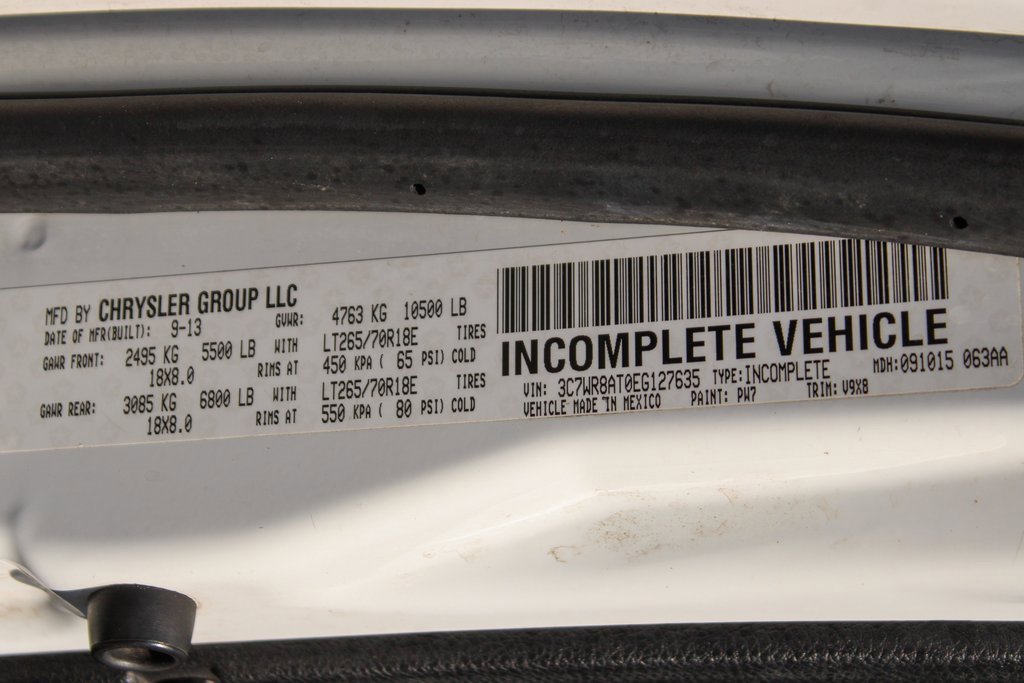 MFD BY CHRYSLER GROUP LLC
DATE OF MFR(BUILT): 9-13 GVWR: 4763 KG 10500 LB
GAWR FRONT: 2495 KG 5500 LB WITH LT265/70R18E TIRES
18X8.0 RIMS AT 450 KPA ( 65 PSI) COLD
GAWR REAR: 3085 KG 6800 LB WITH LT265/70R18E TIRES
18X8.0 RIMS AT 550 KPA ( 80 PSI) COLD
INCOMPLETE VEHICLE
MDH:091015 063AA
VIN: 3C7WR8AT0EG127635 TYPE:INCOMPLETE
VEHICLE MADE IN MEXICO PAINT: PW7 TRIM: V9X8